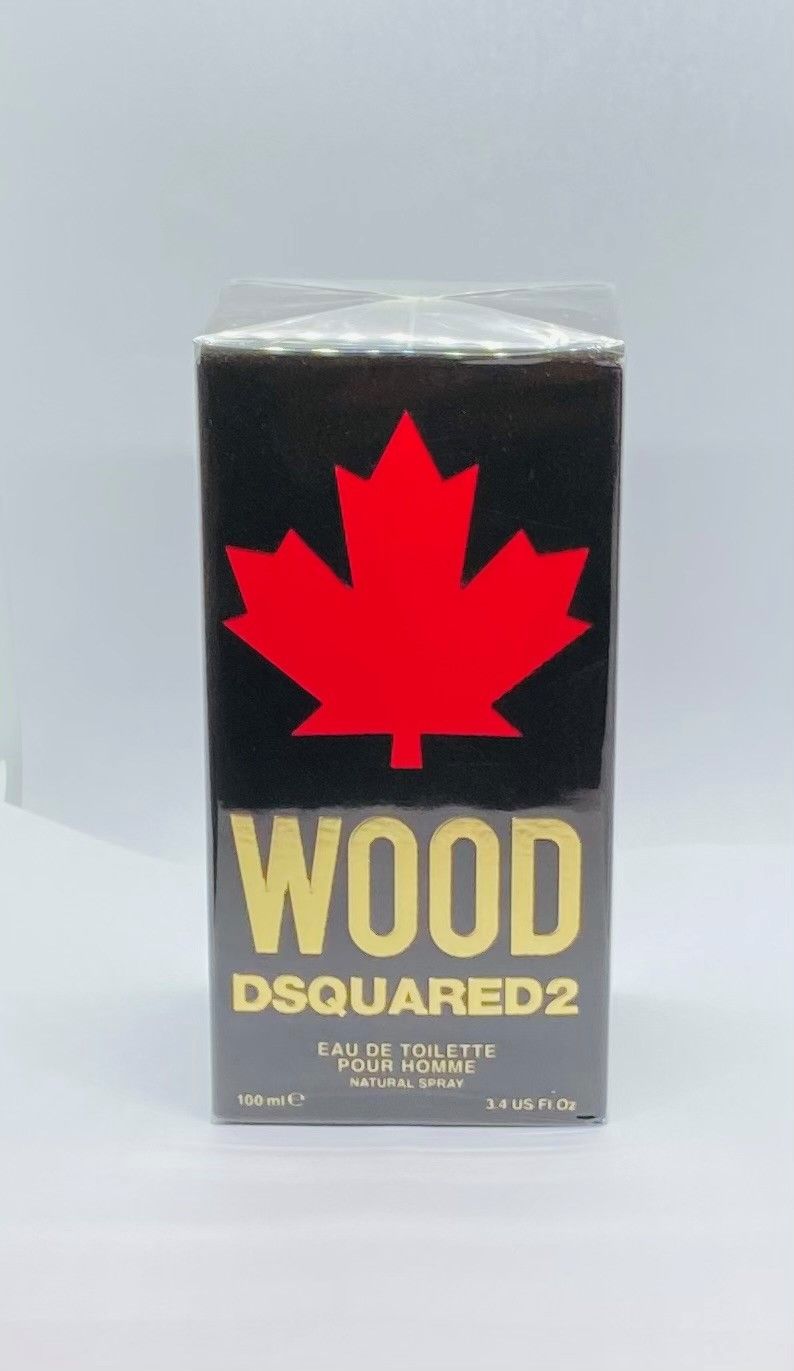 WOOD
DSQUARED2
EAU DE TOILETTE
POUR HOMME
NATURAL SPRAY
100 ml ℮ 3.4 US Fl Oz